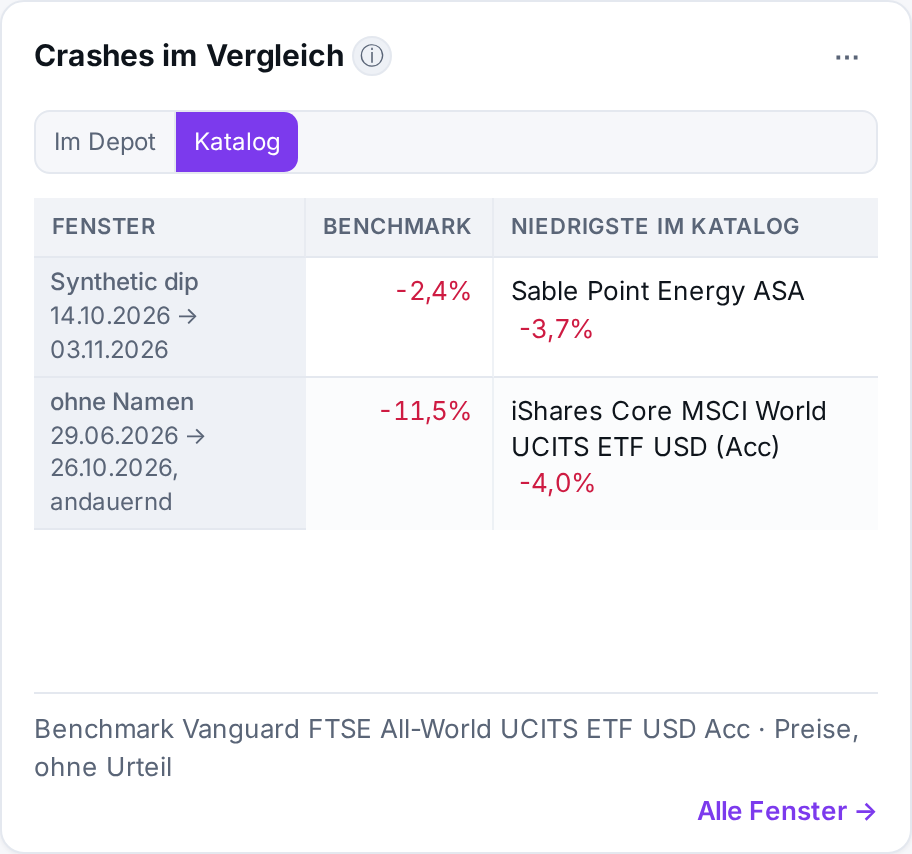 Crashes im Vergleich ⓘ
...
Im Depot
Katalog
FENSTER
BENCHMARK
NIEDRIGSTE IM KATALOG
Synthetic dip
14.10.2026 →
03.11.2026
-2,4%
Sable Point Energy ASA
-3,7%
ohne Namen
29.06.2026 →
26.10.2026,
andauernd
-11,5%
iShares Core MSCI World
UCITS ETF USD (Acc)
-4,0%
Benchmark Vanguard FTSE All-World UCITS ETF USD Acc · Preise,
ohne Urteil
Alle Fenster →